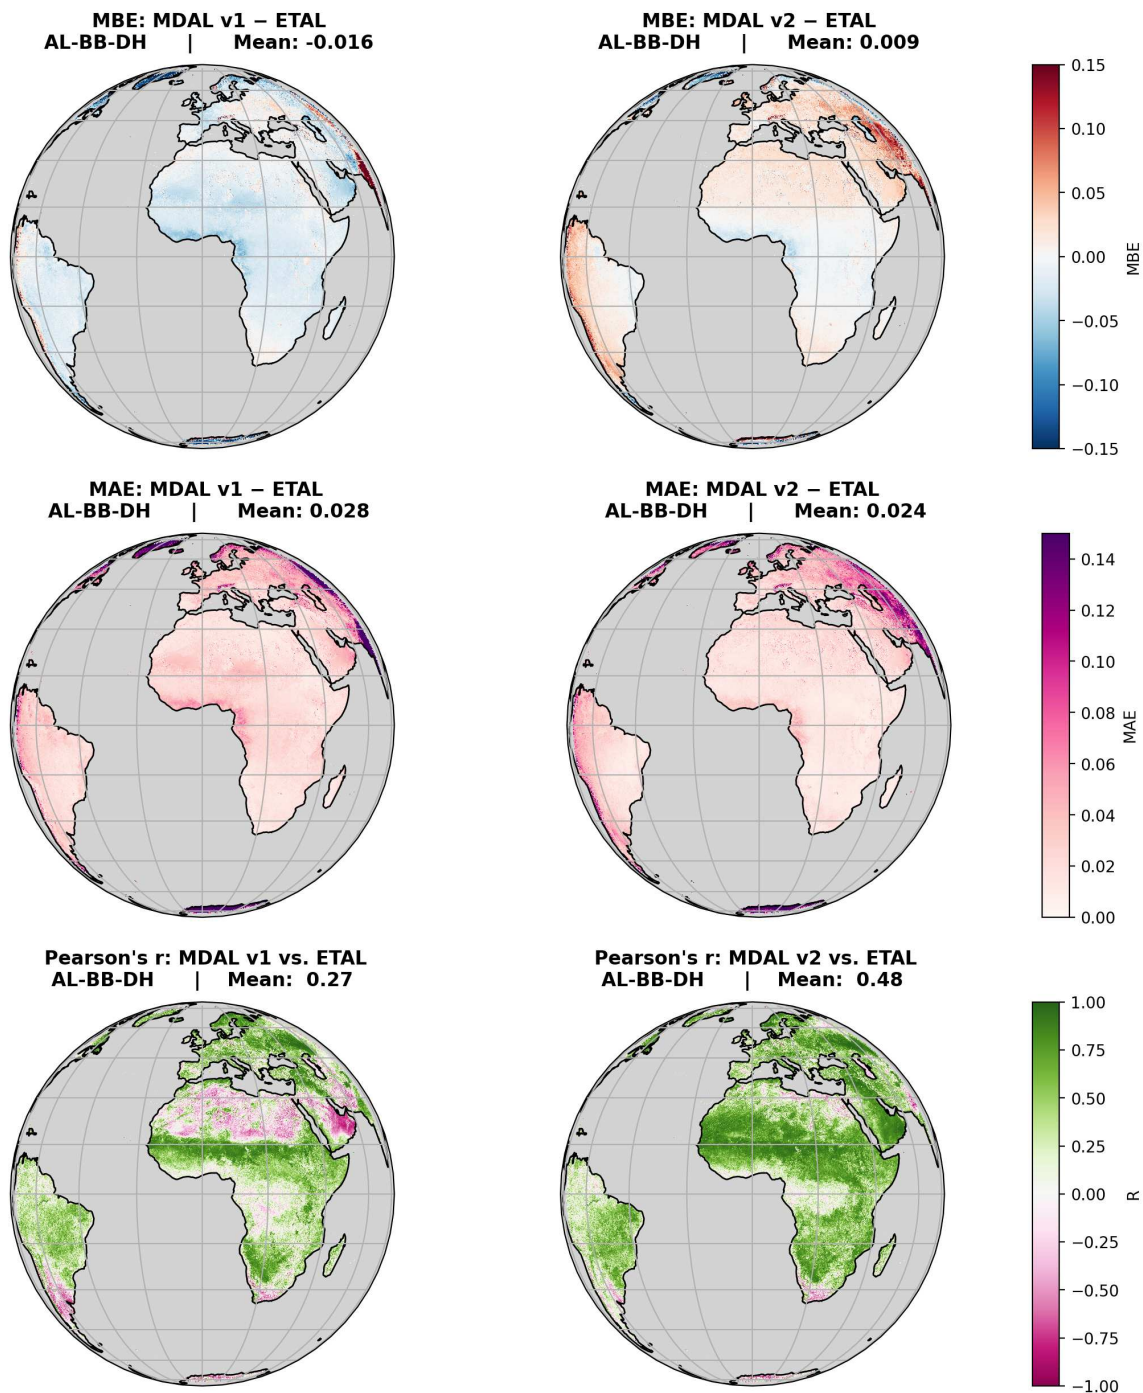 MBE: MDAL v1 − ETAL
AL-BB-DH | Mean: -0.016
MBE: MDAL v2 − ETAL
AL-BB-DH | Mean: 0.009
0.15
0.10
0.05
0.00
−0.05
−0.10
−0.15
MBE
MAE: MDAL v1 − ETAL
AL-BB-DH | Mean: 0.028
MAE: MDAL v2 − ETAL
AL-BB-DH | Mean: 0.024
0.14
0.12
0.10
0.08
0.06
0.04
0.02
0.00
MAE
Pearson's r: MDAL v1 vs. ETAL
AL-BB-DH | Mean: 0.27
Pearson's r: MDAL v2 vs. ETAL
AL-BB-DH | Mean: 0.48
1.00
0.75
0.50
0.25
0.00
−0.25
−0.50
−0.75
−1.00
R